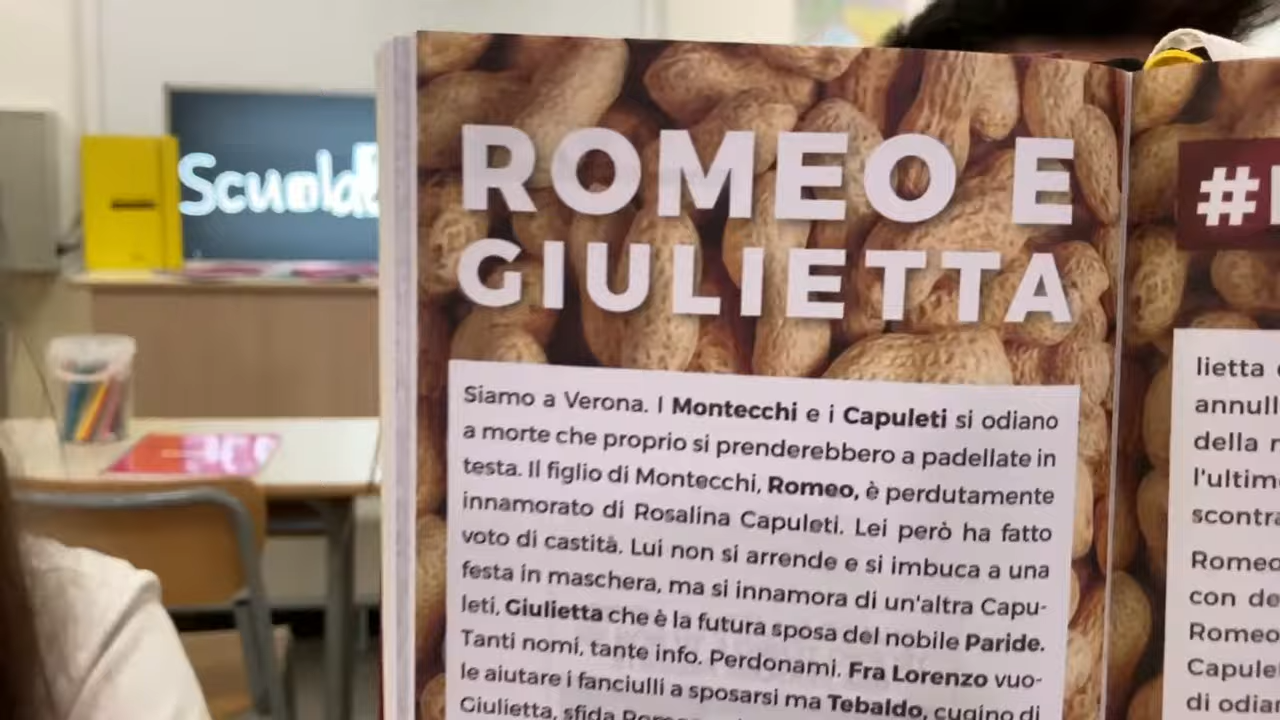 Scuola
ROMEO E
GIULIETTA
Siamo a Verona. I Montecchi e i Capuleti si odiano
a morte che proprio si prenderebbero a padellate in
testa. Il figlio di Montecchi, Romeo, è perdutamente
innamorato di Rosalina Capuleti. Lei però ha fatto
voto di castità. Lui non si arrende e si imbuca a una
festa in maschera, ma si innamora di un'altra Capu-
leti, Giulietta che è la futura sposa del nobile Paride.
Tanti nomi, tante info. Perdonami. Fra Lorenzo vuo-
le aiutare i fanciulli a sposarsi ma Tebaldo, cugino di
Giulietta, sfida
#
lietta
annull
della
l'ultim
scontra
Romeo
con de
Romeo
Capule
di odia